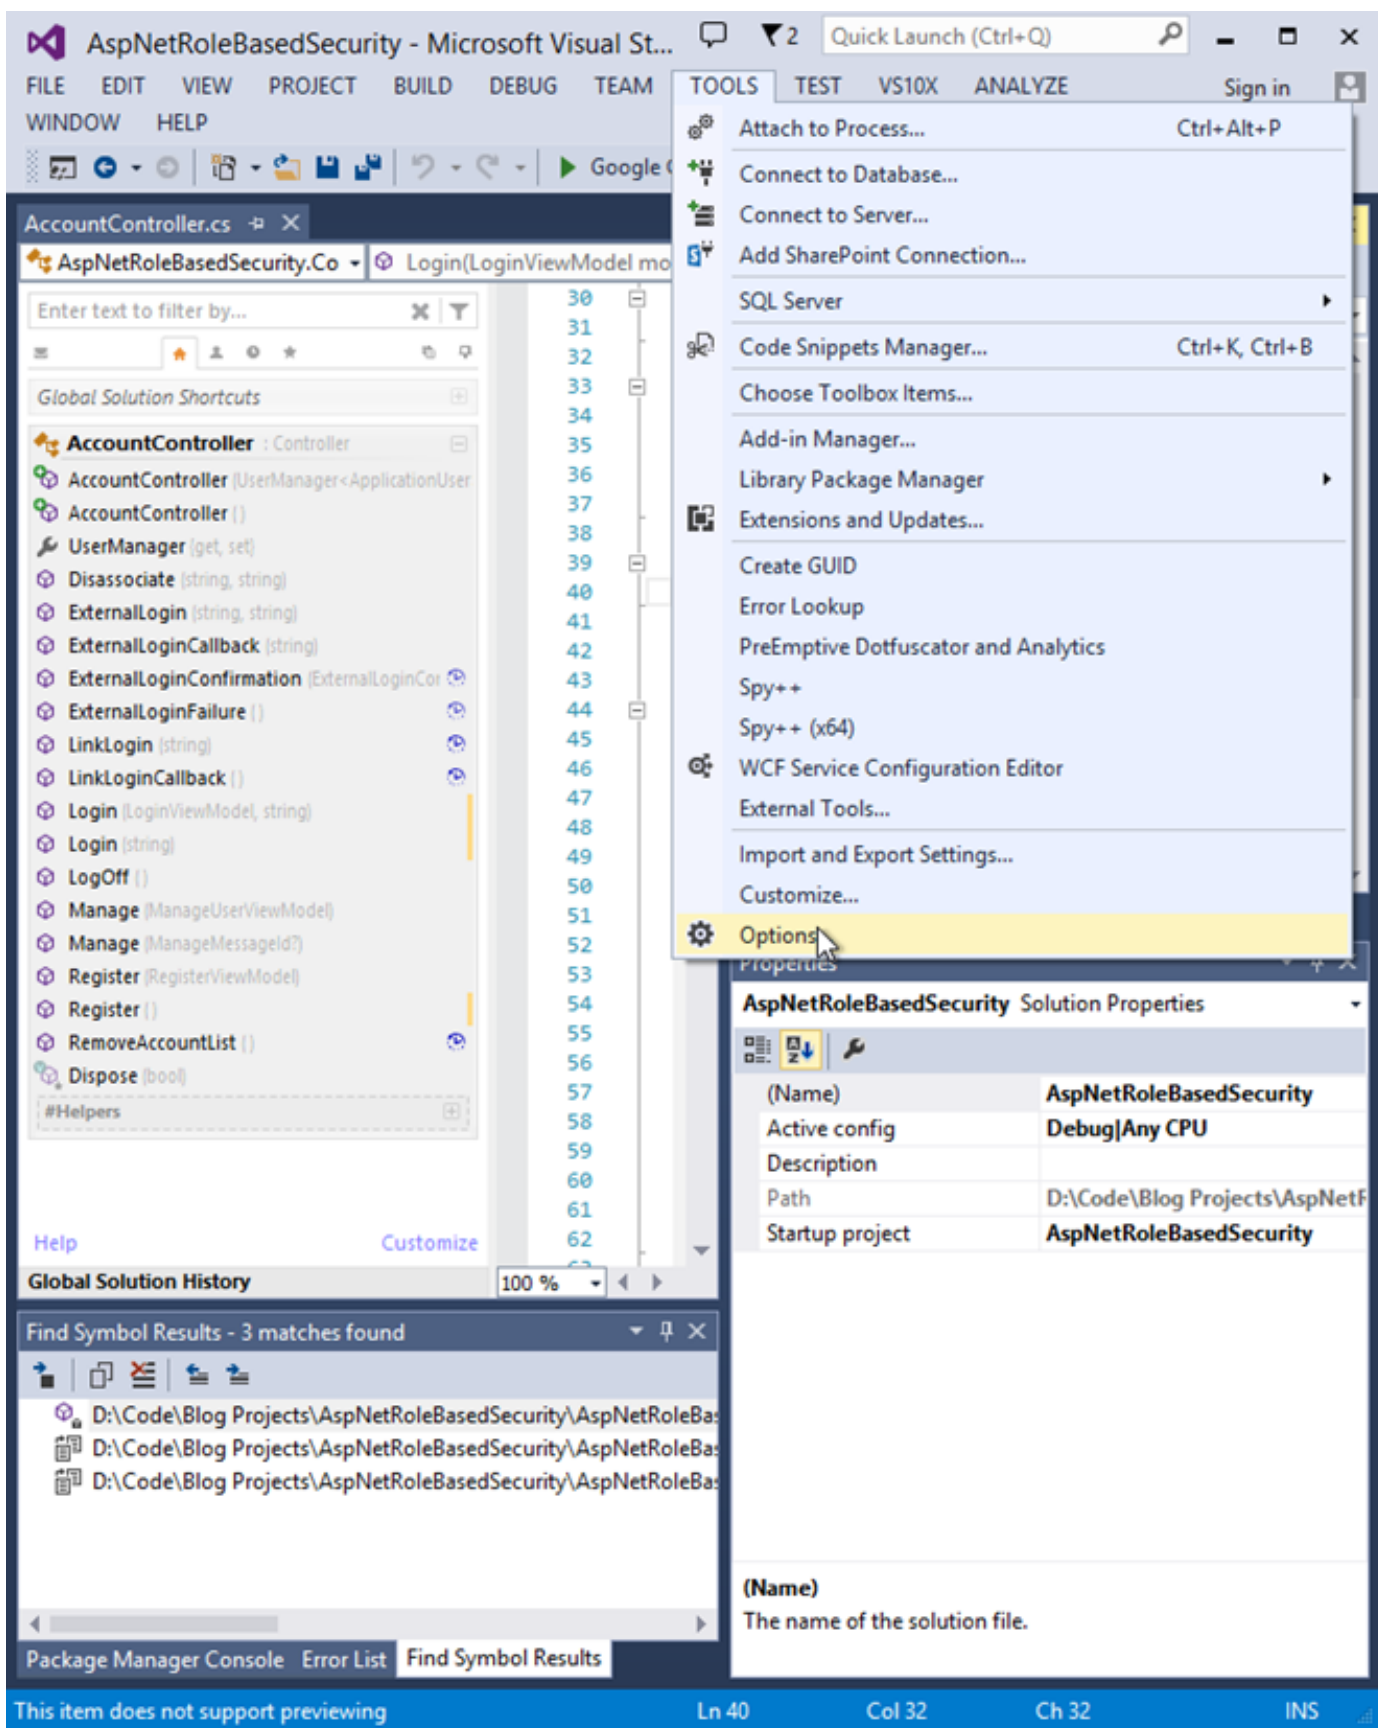 AspNetRoleBasedSecurity - Microsoft Visual St...
2
Quick Launch (Ctrl+Q)
FILE EDIT VIEW PROJECT BUILD DEBUG TEAM TOOLS TEST VS10X ANALYZE Sign in
WINDOW HELP
Google
Attach to Process... Ctrl+Alt+P
Connect to Database...
Connect to Server...
Add SharePoint Connection...
SQL Server
Code Snippets Manager... Ctrl+K, Ctrl+B
Choose Toolbox Items...
Add-in Manager...
Library Package Manager
Extensions and Updates...
Create GUID
Error Lookup
PreEmptive Dotfuscator and Analytics
Spy++
Spy++ (x64)
WCF Service Configuration Editor
External Tools...
Import and Export Settings...
Customize...
Options
AccountController.cs
AspNetRoleBasedSecurity.Co
Login(LoginViewModel mo
Enter text to filter by...
Global Solution Shortcuts
AccountController : Controller
AccountController (UserManager<ApplicationUser
AccountController ()
UserManager (get, set)
Disassociate (string, string)
ExternalLogin (string, string)
ExternalLoginCallback (string)
ExternalLoginConfirmation (ExternalLoginCor
ExternalLoginFailure ()
LinkLogin (string)
LinkLoginCallback ()
Login (LoginViewModel, string)
Login (string)
LogOff ()
Manage (ManageUserViewModel)
Manage (ManageMessageId?)
Register (RegisterViewModel)
Register ()
RemoveAccountList ()
Dispose (bool)
#Helpers
Help Customize
Global Solution History
30
31
32
33
34
35
36
37
38
39
40
41
42
43
44
45
46
47
48
49
50
51
52
53
54
55
56
57
58
59
60
61
62
100 %
Properties
AspNetRoleBasedSecurity Solution Properties
(Name) AspNetRoleBasedSecurity
Active config Debug|Any CPU
Description
Path D:\Code\Blog Projects\AspNetR
Startup project AspNetRoleBasedSecurity
(Name)
The name of the solution file.
Find Symbol Results - 3 matches found
D:\Code\Blog Projects\AspNetRoleBasedSecurity\AspNetRoleBas
D:\Code\Blog Projects\AspNetRoleBasedSecurity\AspNetRoleBas
D:\Code\Blog Projects\AspNetRoleBasedSecurity\AspNetRoleBas
Package Manager Console Error List Find Symbol Results
This item does not support previewing Ln 40 Col 32 Ch 32 INS